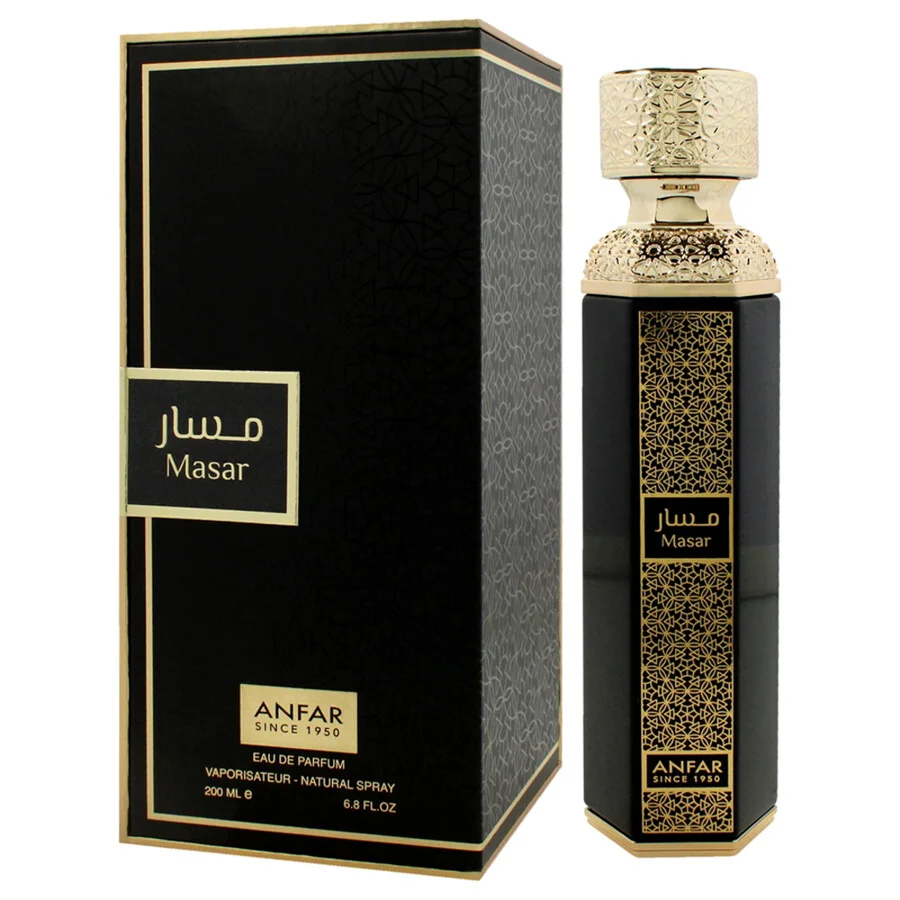 مسار
Masar
ANFAR
SINCE 1950
EAU DE PARFUM
VAPORISATEUR - NATURAL SPRAY
200 ML e 6.8 FL.OZ
مسار
Masar
ANFAR
SINCE 1950